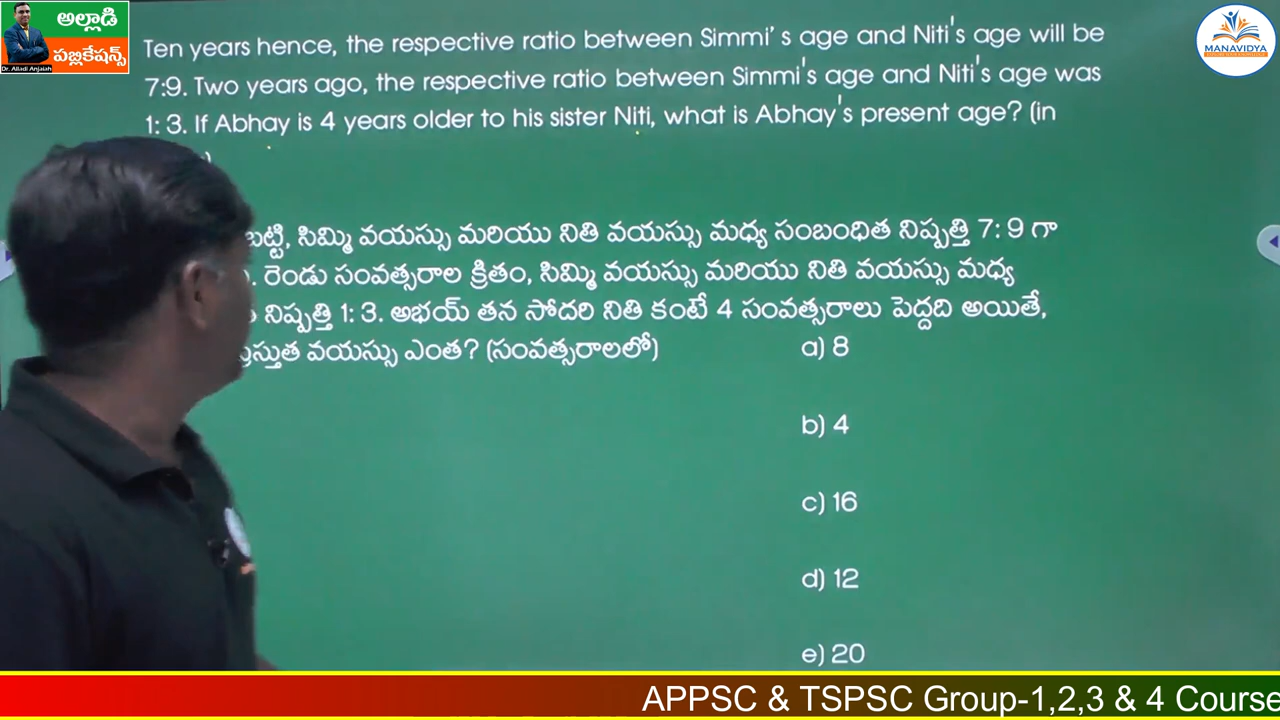 అల్లాడి
పబ్లికేషన్స్
Dr. Alladi Anjaiah
MANAVIDYA
Ten years hence, the respective ratio between Simmi' s age and Niti's age will be
7:9. Two years ago, the respective ratio between Simmi's age and Niti's age was
1: 3. If Abhay is 4 years older to his sister Niti, what is Abhay's present age? (in
సిమ్మి వయస్సు మరియు నితి వయస్సు మధ్య సంబంధిత నిష్పత్తి 7: 9 గా
. రెండు సంవత్సరాల క్రితం, సిమ్మి వయస్సు మరియు నితి వయస్సు మధ్య
నిష్పత్తి 1: 3. అభయ్ తన సోదరి నితి కంటే 4 సంవత్సరాలు పెద్దది అయితే,
వయస్సు ఎంత? (సంవత్సరాలలో)
a) 8
b) 4
c) 16
d) 12
e) 20
APPSC & TSPSC Group-1,2,3 & 4 Course